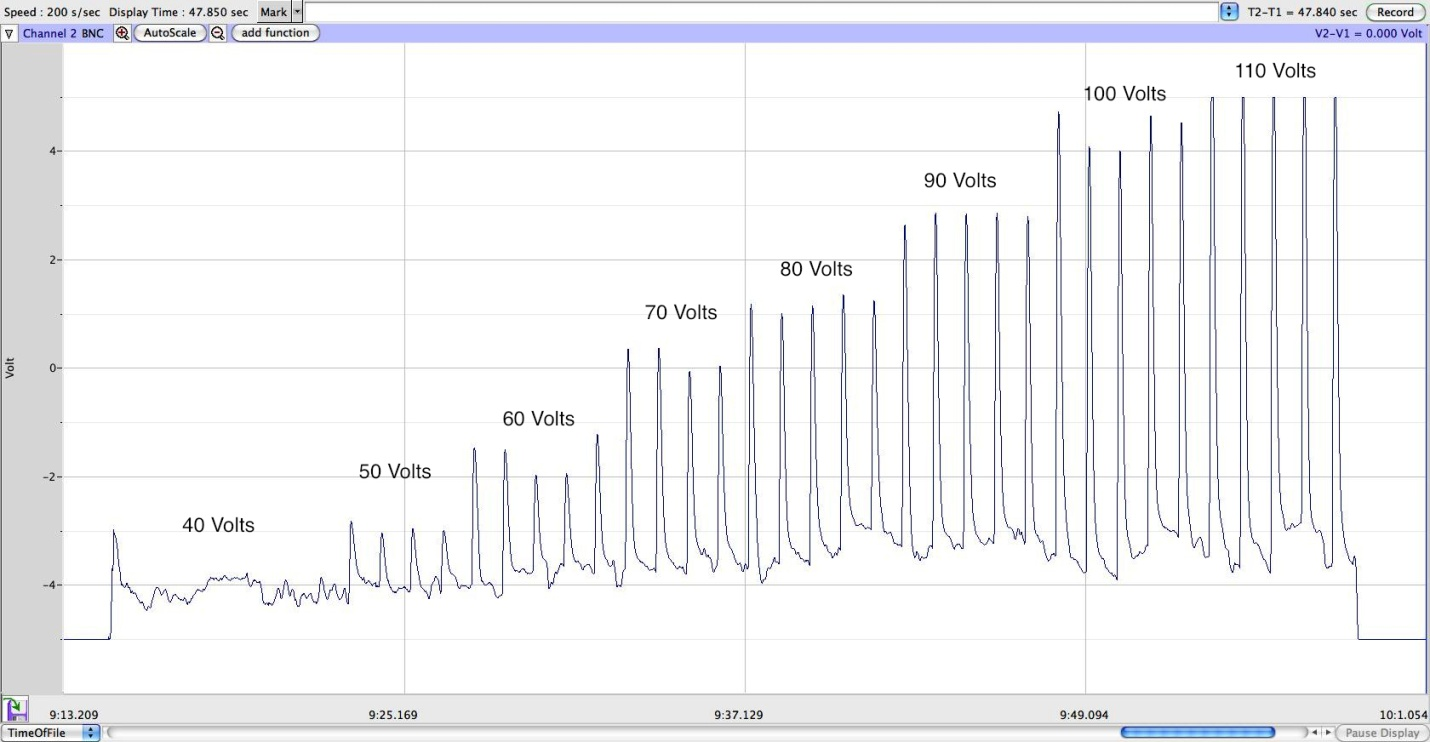 Speed : 200 s/sec Display Time : 47.850 sec Mark T2-T1 = 47.840 sec Record
Channel 2 BNC AutoScale add function V2-V1 = 0.000 Volt
110 Volts
100 Volts
4-
90 Volts
2-
80 Volts
70 Volts
Volt
0-
60 Volts
50 Volts
-2-
40 Volts
-4-
9:13.209 9:25.169 9:37.129 9:49.094 10:1.054
TimeOfFile Pause Display